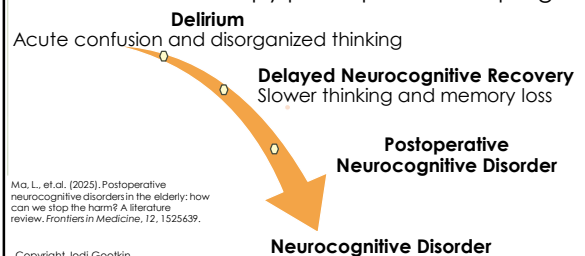 Delirium
Acute confusion and disorganized thinking
Delayed Neurocognitive Recovery
Slower thinking and memory loss
Postoperative
Neurocognitive Disorder
Ma, L., et.al. (2025). Postoperative
neurocognitive disorders in the elderly: how
can we stop the harm? A literature
review. Frontiers in Medicine, 12, 1525639.
Neurocognitive Disorder
Copyright Jodi Gootkin